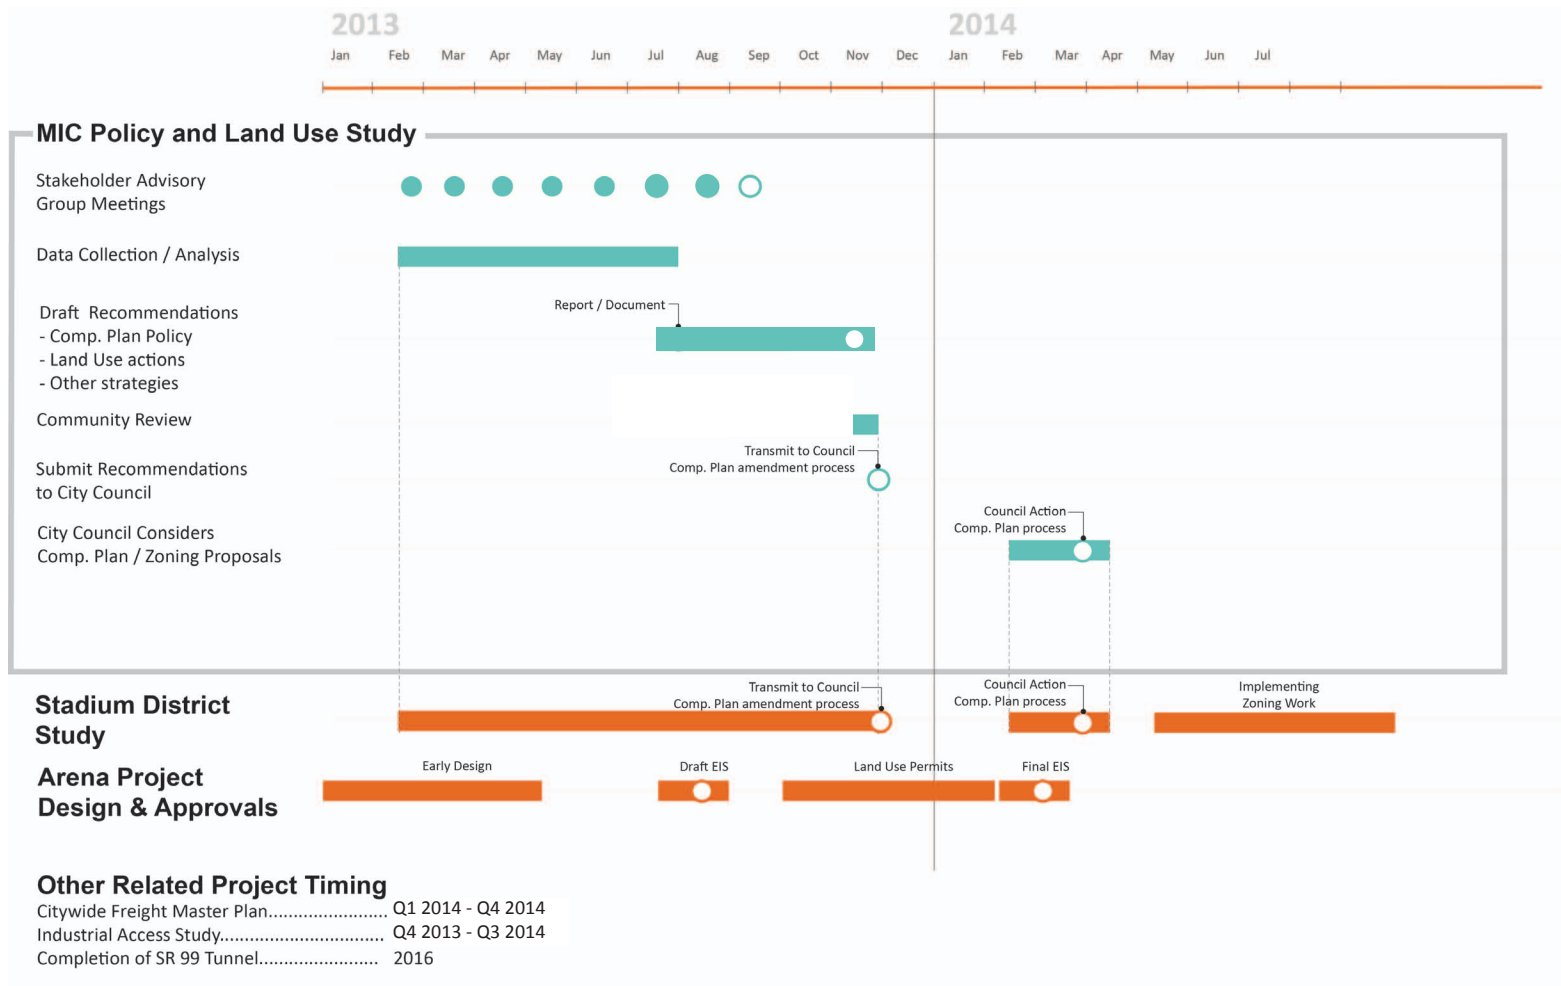 2013 2014
Jan Feb Mar Apr May Jun Jul Aug Sep Oct Nov Dec Jan Feb Mar Apr May Jun Jul
MIC Policy and Land Use Study
Stakeholder Advisory
Group Meetings
Data Collection / Analysis
Draft Recommendations
- Comp. Plan Policy
- Land Use actions
- Other strategies
Report / Document
Community Review
Submit Recommendations
to City Council
Transmit to Council
Comp. Plan amendment process
City Council Considers
Comp. Plan / Zoning Proposals
Council Action
Comp. Plan process
Stadium District
Study
Transmit to Council
Comp. Plan amendment process
Council Action
Comp. Plan process
Implementing
Zoning Work
Arena Project
Design & Approvals
Early Design
Draft EIS
Land Use Permits
Final EIS
Other Related Project Timing
Citywide Freight Master Plan........................ Q1 2014 - Q4 2014
Industrial Access Study................................. Q4 2013 - Q3 2014
Completion of SR 99 Tunnel........................ 2016